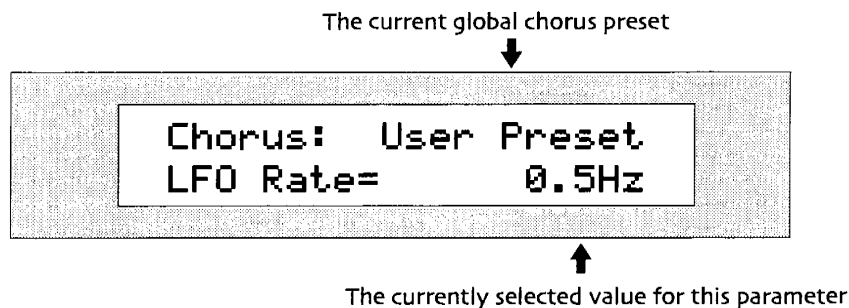 The current global chorus preset
Chorus: User Preset
LFO Rate= 0.5Hz
The currently selected value for this parameter